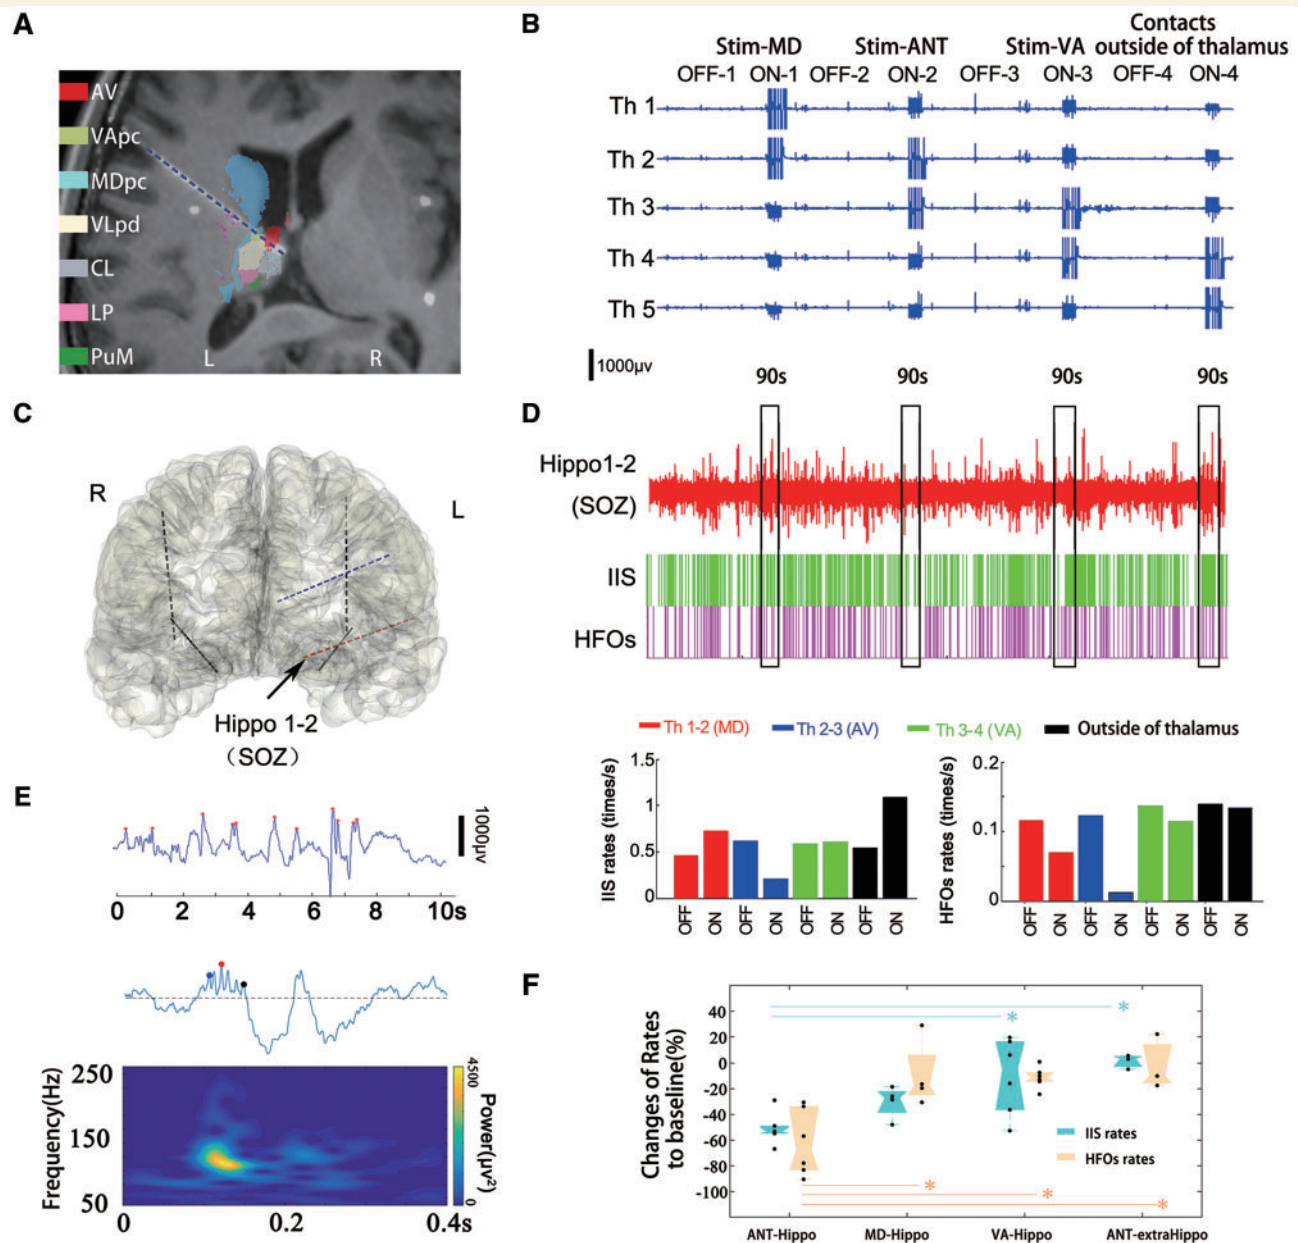 A
AV
VApc
MDpc
VLpd
CL
LP
PuM
L
R
B
Stim-MD
Stim-ANT
Stim-VA
Contacts
outside of thalamus
OFF-1
ON-1
OFF-2
ON-2
OFF-3
ON-3
OFF-4
ON-4
Th 1
Th 2
Th 3
Th 4
Th 5
1000μv
90s
90s
90s
90s
C
R
L
Hippo 1-2
(SOZ)
D
Hippo1-2
(SOZ)
IIS
HFOs
Th 1-2 (MD)
Th 2-3 (AV)
Th 3-4 (VA)
Outside of thalamus
IIS rates (times/s)
1.5
1
0.5
0
OFF
ON
OFF
ON
OFF
ON
OFF
ON
HFOs rates (times/s)
0.2
0.1
0
OFF
ON
OFF
ON
OFF
ON
OFF
ON
E
1000μv
0
2
4
6
8
10s
Frequency(Hz)
250
150
50
0
0.2
0.4s
4500
0
Power(μv²)
F
Changes of Rates
to baseline(%)
40
20
0
-20
-40
-60
-80
-100
*
*
*
*
*
IIS rates
HFOs rates
ANT-Hippo
MD-Hippo
VA-Hippo
ANT-extraHippo